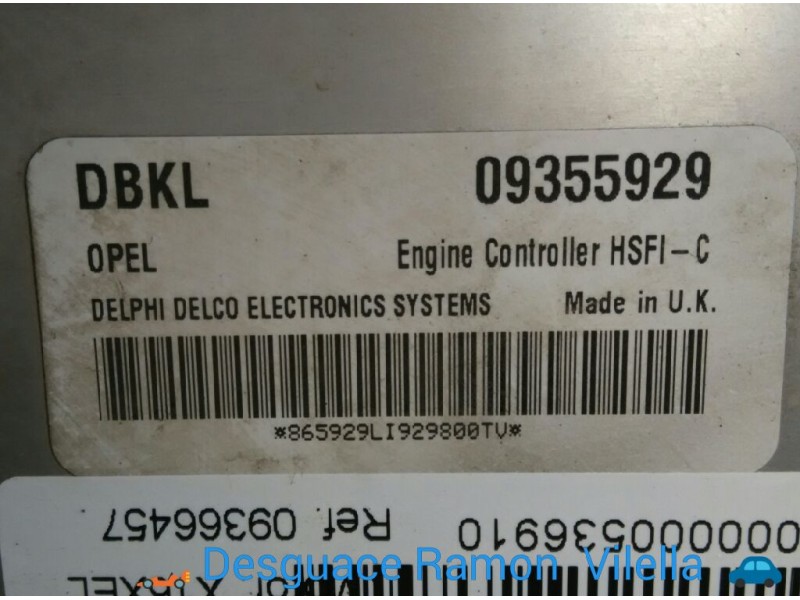 DBKL 09355929
OPEL Engine Controller HSFI-C
DELPHI DELCO ELECTRONICS SYSTEMS Made in U.K.
*865929LI929800TV*
Ref. 09366457
000000536910
Desguace Ramon Vilella